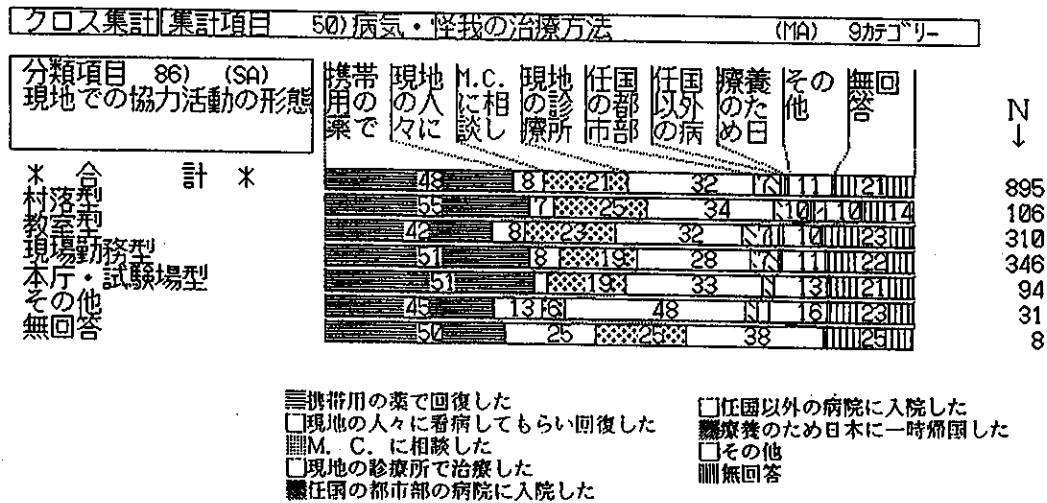 クロス集計 集計項目 50)病気・怪我の治療方法 (MA) 9カテゴリー
分類項目 86) (SA)
現地での協力活動の形態
携帯用の薬で
現地の人々に
M.C.に相談し
現地の診療所
任国の都市部
任国以外の病
療養のため日
その他
無回答
N
↓
* 合 計 * 48 8 21 32 7 11 21 895
村落型 55 7 25 34 10 10 14 106
教室型 42 8 23 32 7 10 23 310
現場勤務型 51 8 19 28 7 11 22 346
本庁・試験場型 51 19 33 13 21 94
その他 45 13 6 48 16 23 31
無回答 50 25 25 38 25 8
携帯用の薬で回復した
現地の人々に看病してもらい回復した
M. C. に相談した
現地の診療所で治療した
任国の都市部の病院に入院した
任国以外の病院に入院した
療養のため日本に一時帰国した
その他
無回答